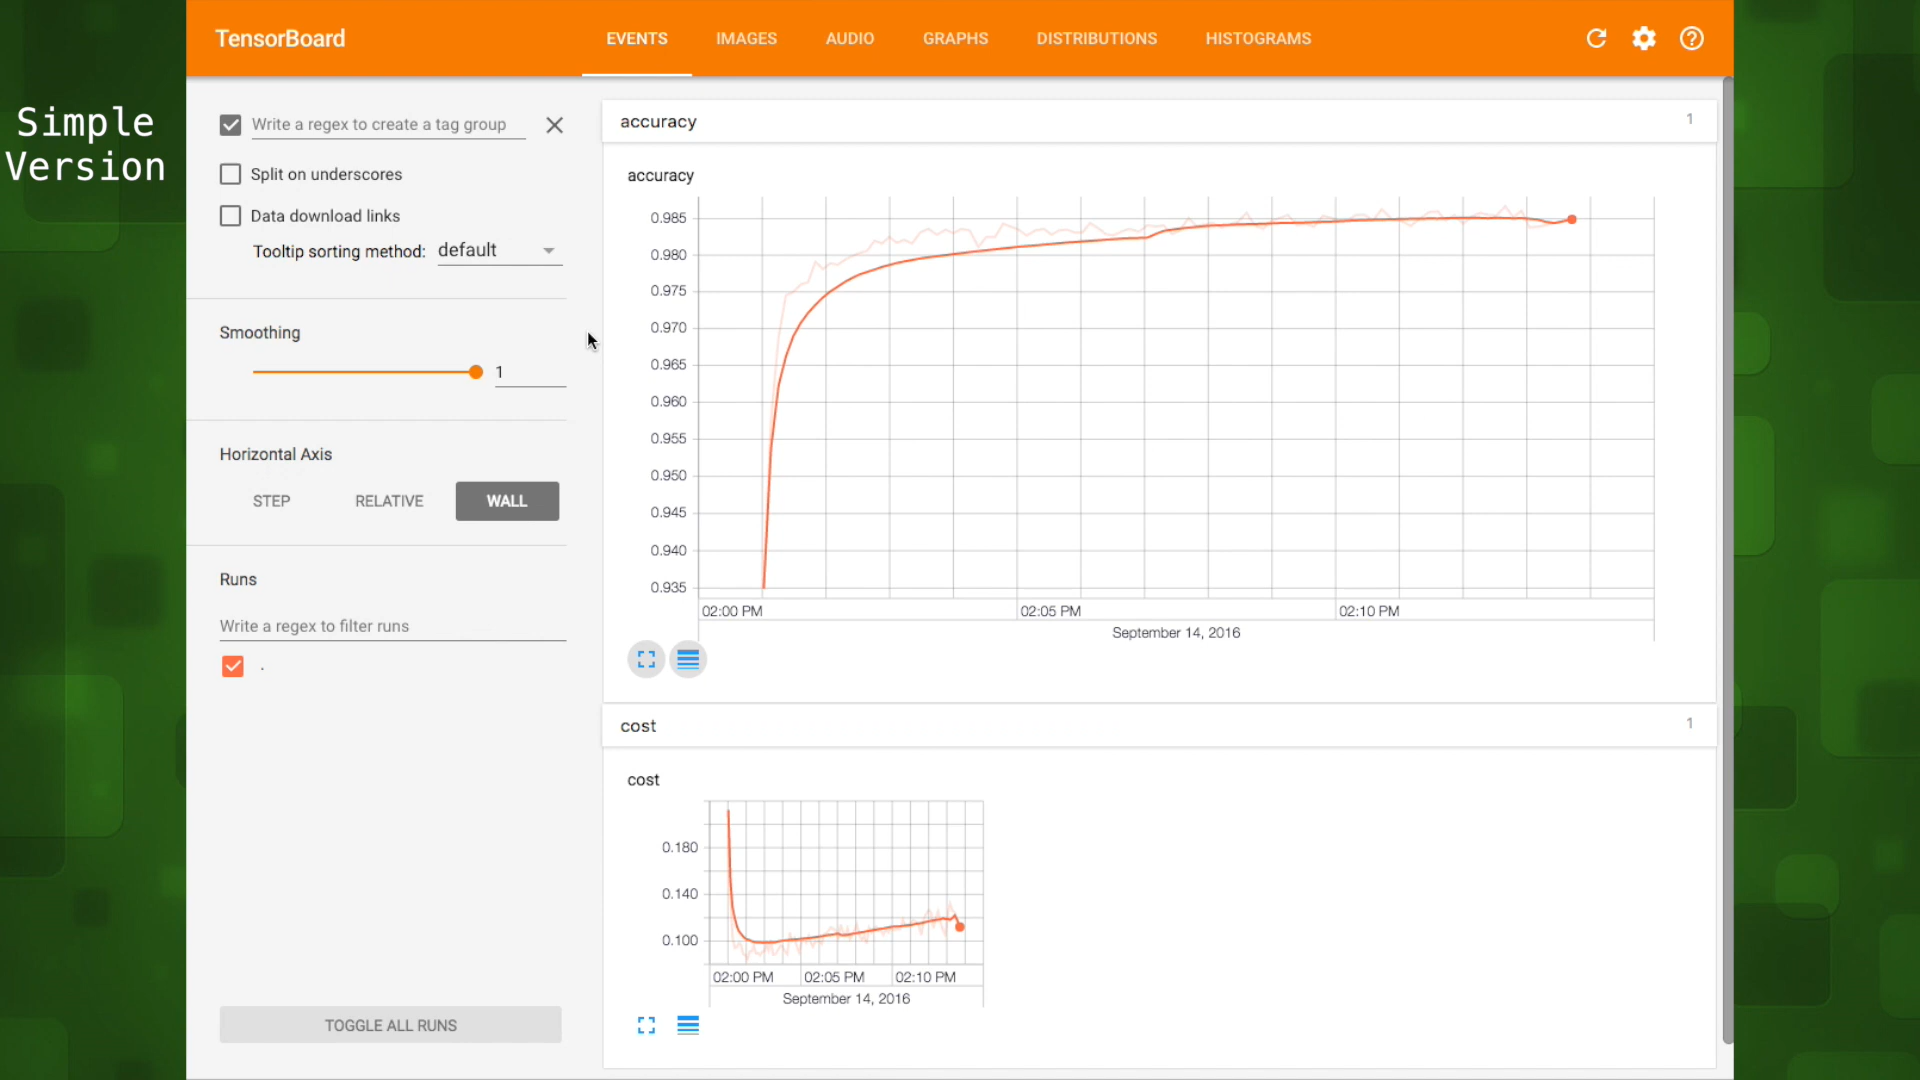 TensorBoard
EVENTS IMAGES AUDIO GRAPHS DISTRIBUTIONS HISTOGRAMS
Simple
Version
Write a regex to create a tag group
Split on underscores
Data download links
Tooltip sorting method: default
Smoothing
1
Horizontal Axis
STEP RELATIVE WALL
Runs
Write a regex to filter runs
.
TOGGLE ALL RUNS
accuracy 1
accuracy
0.985
0.980
0.975
0.970
0.965
0.960
0.955
0.950
0.945
0.940
0.935
02:00 PM 02:05 PM 02:10 PM
September 14, 2016
cost 1
cost
0.180
0.140
0.100
02:00 PM 02:05 PM 02:10 PM
September 14, 2016